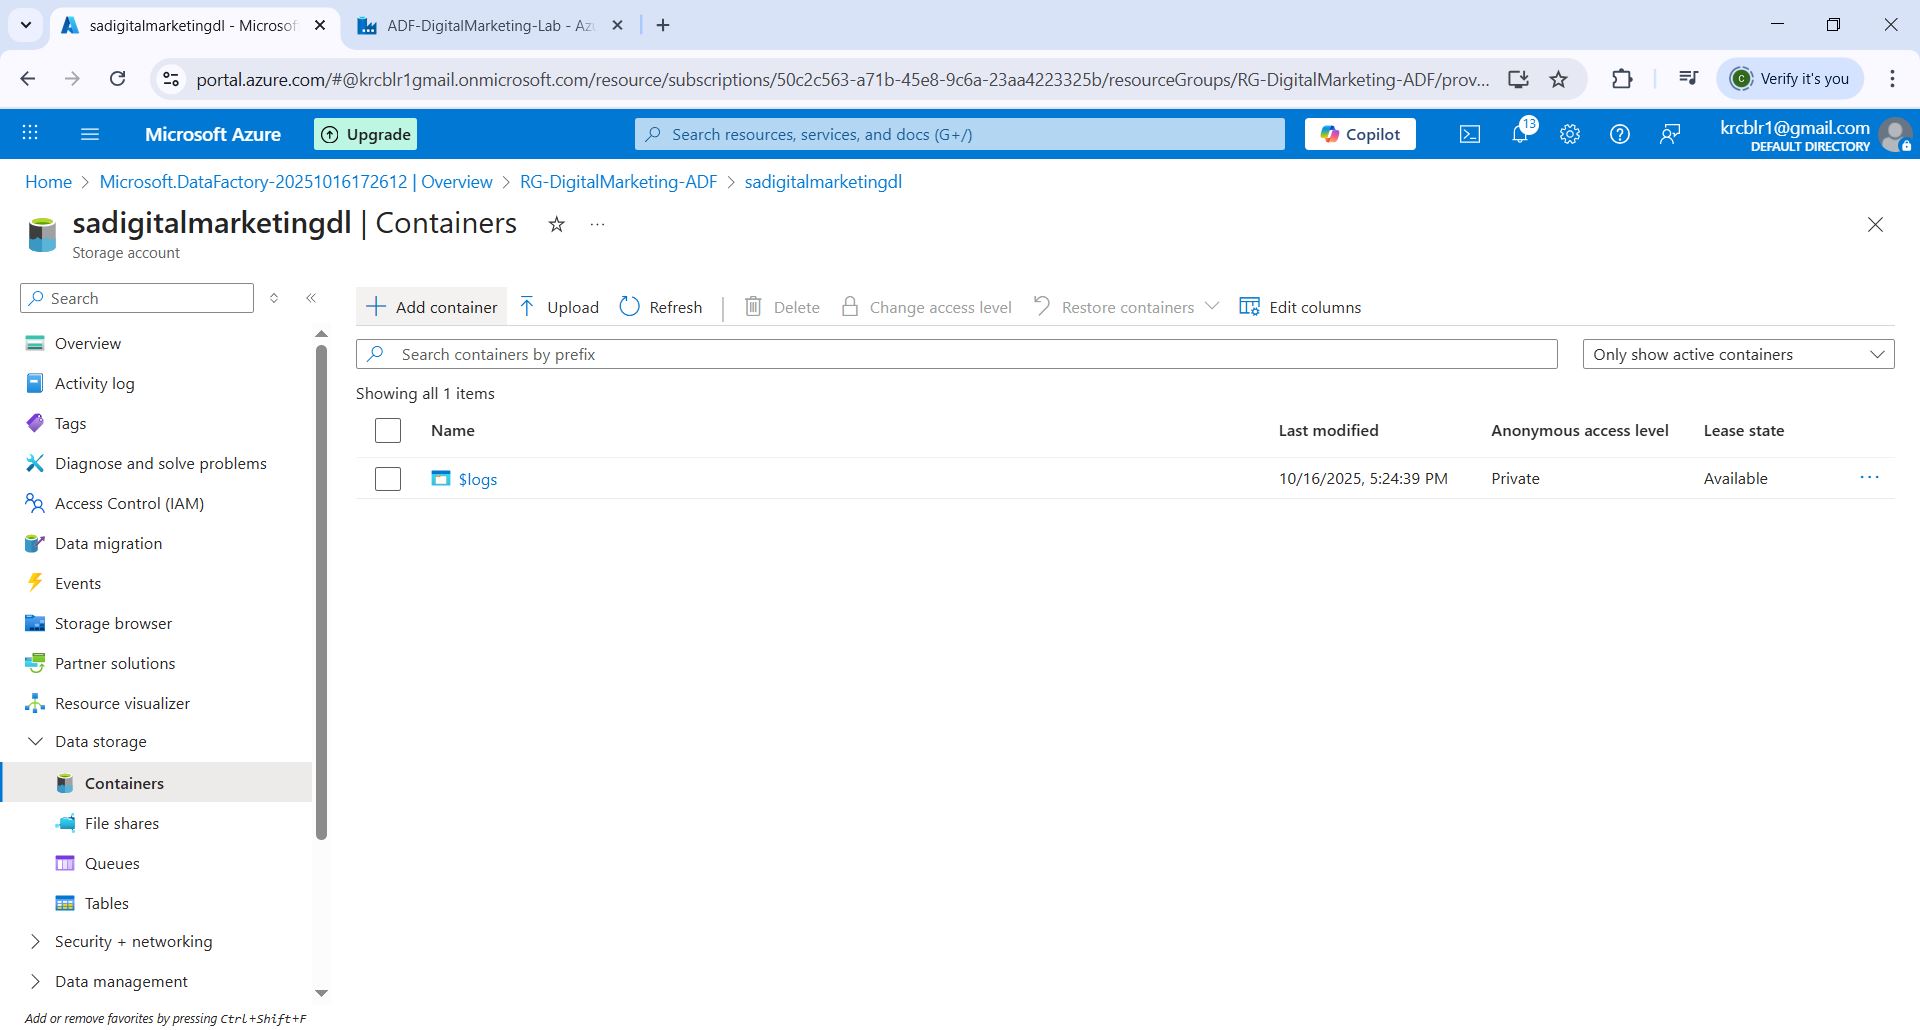 sadigitalmarketingdl - Microsof
ADF-DigitalMarketing-Lab - Az
portal.azure.com/#@krcblr1gmail.onmicrosoft.com/resource/subscriptions/50c2c563-a71b-45e8-9c6a-23aa4223325b/resourceGroups/RG-DigitalMarketing-ADF/prov...
C
Verify it's you
Microsoft Azure
Upgrade
Search resources, services, and docs (G+/)
Copilot
13
krcblr1@gmail.com
DEFAULT DIRECTORY
Home > Microsoft.DataFactory-20251016172612 | Overview > RG-DigitalMarketing-ADF > sadigitalmarketingdl
sadigitalmarketingdl | Containers
Storage account
Search
Overview
Activity log
Tags
Diagnose and solve problems
Access Control (IAM)
Data migration
Events
Storage browser
Partner solutions
Resource visualizer
Data storage
Containers
File shares
Queues
Tables
Security + networking
Data management
Add or remove favorites by pressing Ctrl+Shift+F
Add container
Upload
Refresh
Delete
Change access level
Restore containers
Edit columns
Search containers by prefix
Only show active containers
Showing all 1 items
Name Last modified Anonymous access level Lease state
$logs 10/16/2025, 5:24:39 PM Private Available